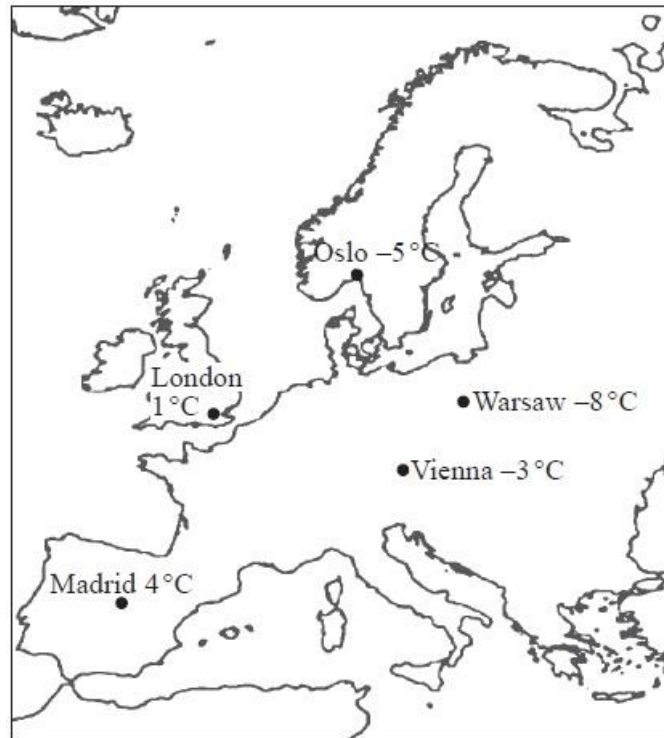 Oslo –5 °C
London
1 °C
Warsaw –8 °C
Vienna –3 °C
Madrid 4 °C